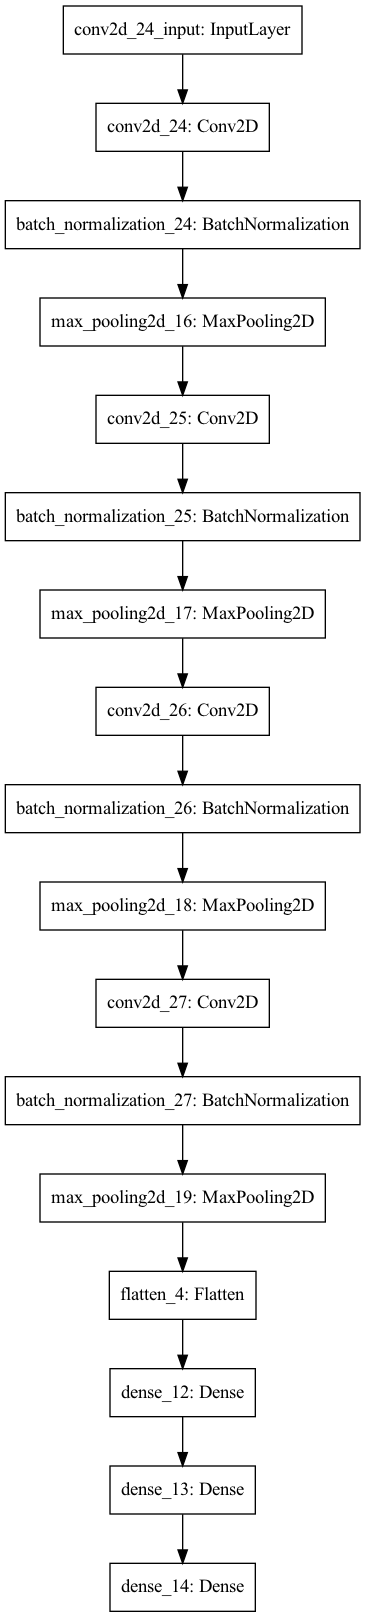 conv2d_24_input: InputLayer
conv2d_24: Conv2D
batch_normalization_24: BatchNormalization
max_pooling2d_16: MaxPooling2D
conv2d_25: Conv2D
batch_normalization_25: BatchNormalization
max_pooling2d_17: MaxPooling2D
conv2d_26: Conv2D
batch_normalization_26: BatchNormalization
max_pooling2d_18: MaxPooling2D
conv2d_27: Conv2D
batch_normalization_27: BatchNormalization
max_pooling2d_19: MaxPooling2D
flatten_4: Flatten
dense_12: Dense
dense_13: Dense
dense_14: Dense